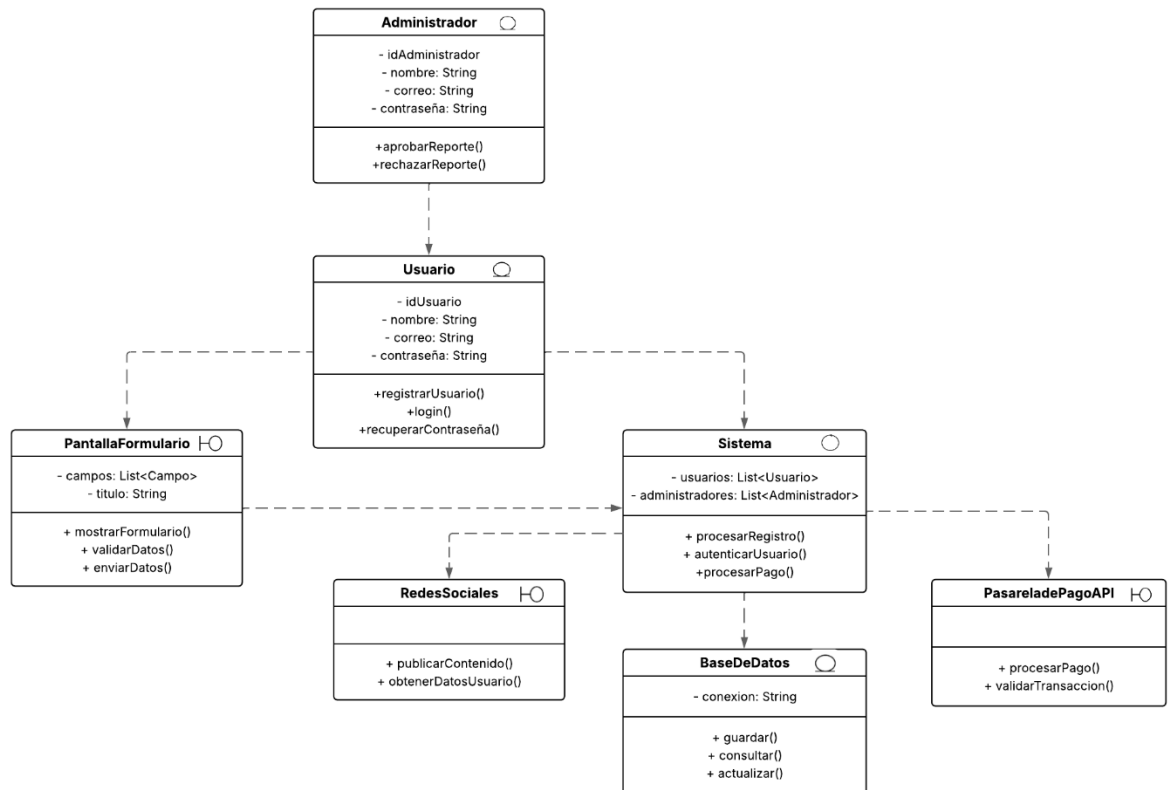 Administrador
- idAdministrador
- nombre: String
- correo: String
- contraseña: String
+aprobarReporte()
+rechazarReporte()
Usuario
- idUsuario
- nombre: String
- correo: String
- contraseña: String
+registrarUsuario()
+login()
+recuperarContraseña()
PantallaFormulario
- campos: List<Campo>
- titulo: String
+ mostrarFormulario()
+ validarDatos()
+ enviarDatos()
Sistema
- usuarios: List<Usuario>
- administradores: List<Administrador>
+ procesarRegistro()
+ autenticarUsuario()
+procesarPago()
RedesSociales
+ publicarContenido()
+ obtenerDatosUsuario()
PasareladePagoAPI
+ procesarPago()
+ validarTransaccion()
BaseDeDatos
- conexion: String
+ guardar()
+ consultar()
+ actualizar()